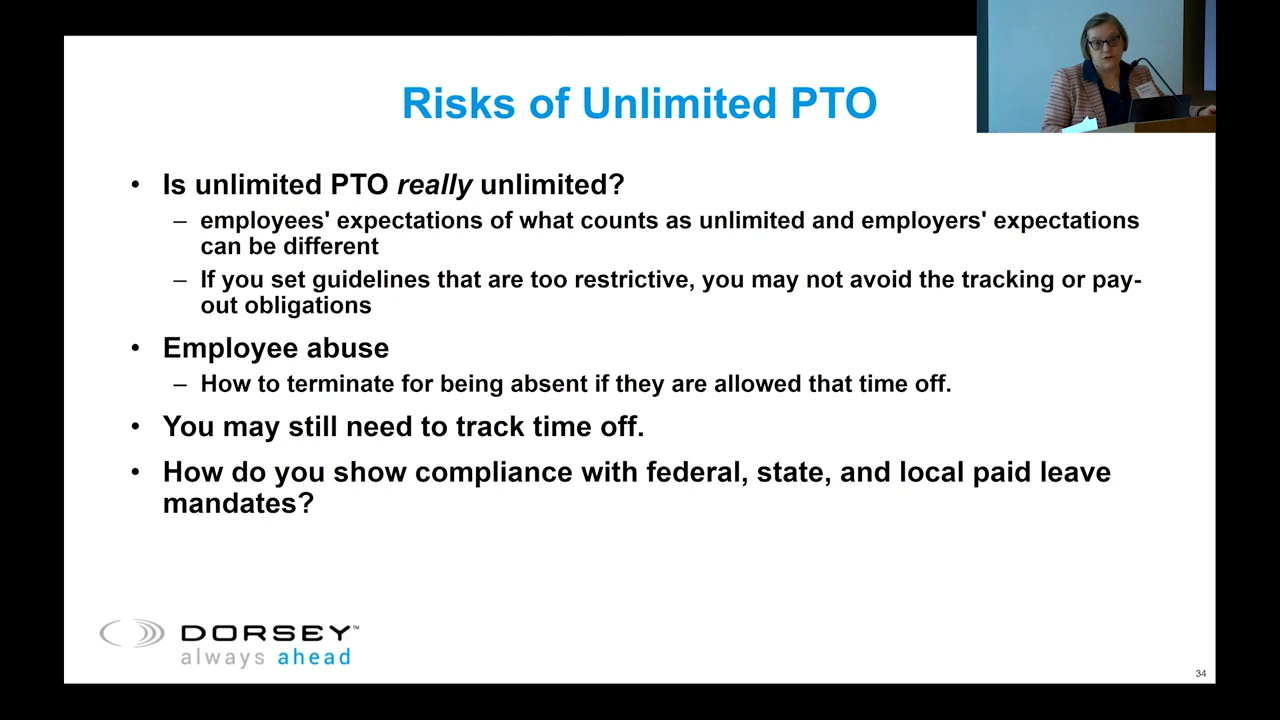 Risks of Unlimited PTO
• Is unlimited PTO really unlimited?
– employees' expectations of what counts as unlimited and employers' expectations
can be different
– If you set guidelines that are too restrictive, you may not avoid the tracking or pay-
out obligations
• Employee abuse
– How to terminate for being absent if they are allowed that time off.
• You may still need to track time off.
• How do you show compliance with federal, state, and local paid leave
mandates?
DORSEY™
always ahead
34